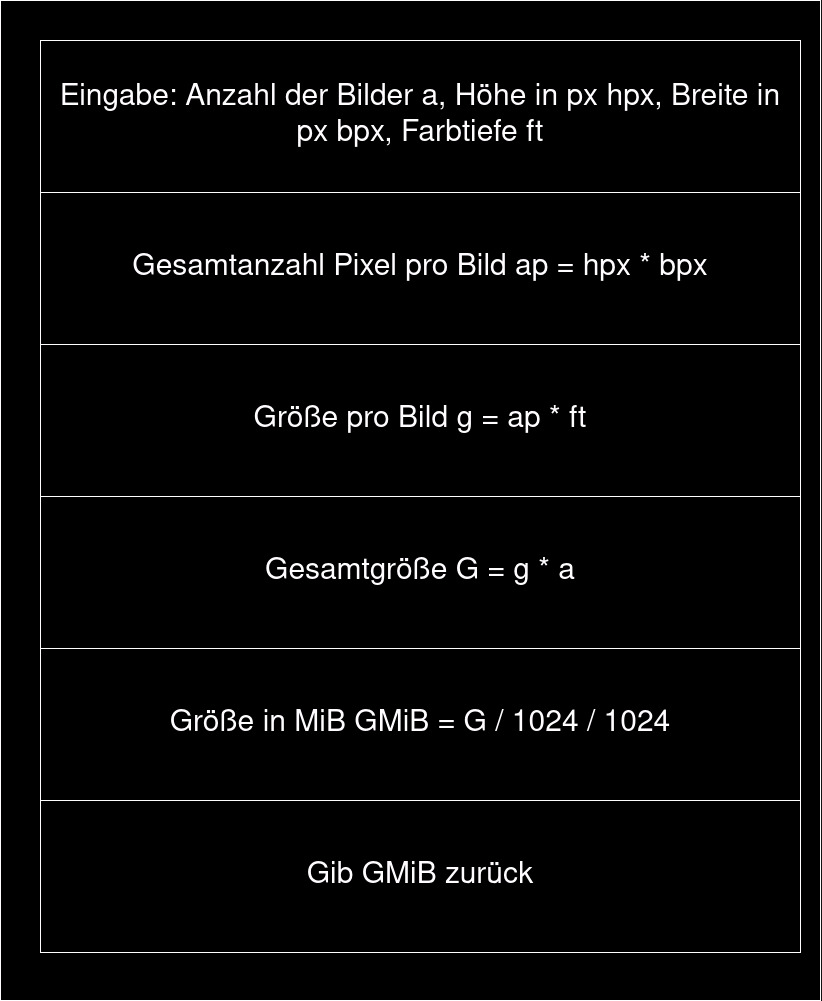 Eingabe: Anzahl der Bilder a, Höhe in px hpx, Breite in
px bpx, Farbtiefe ft
Gesamtanzahl Pixel pro Bild ap = hpx * bpx
Größe pro Bild g = ap * ft
Gesamtgröße G = g * a
Größe in MiB GMiB = G / 1024 / 1024
Gib GMiB zurück